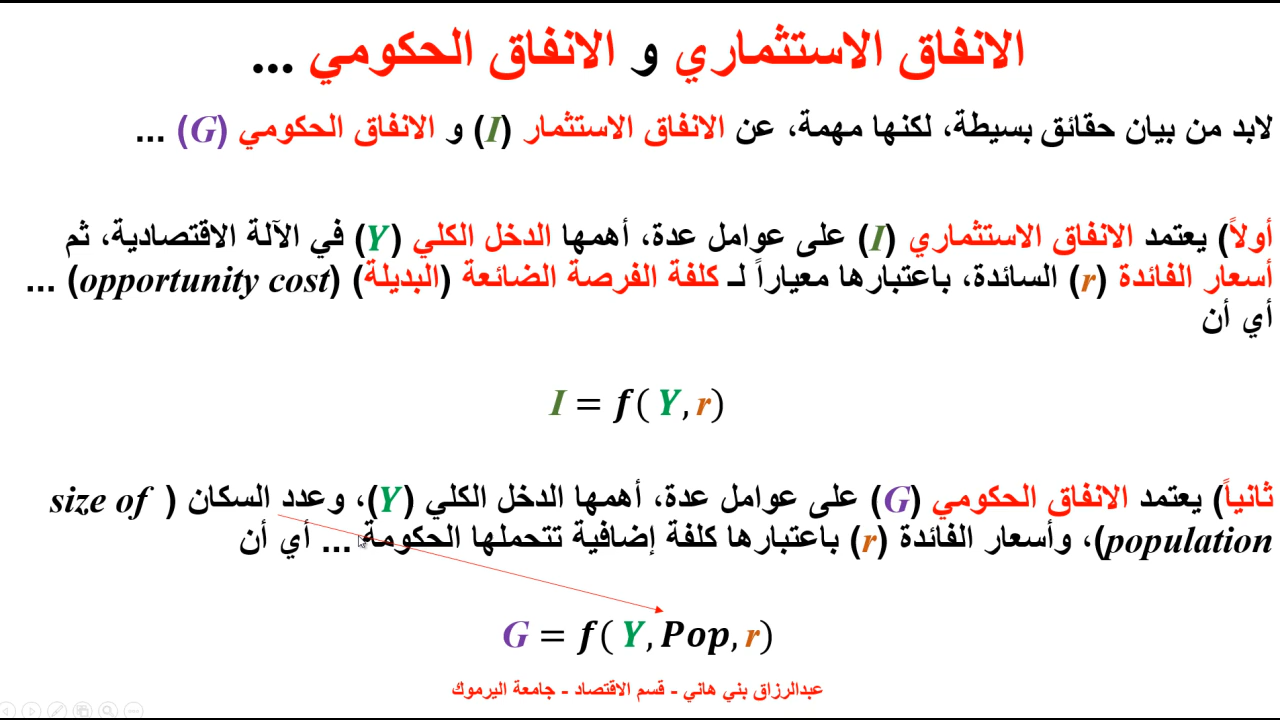 الانفاق الاستثماري و الانفاق الحكومي ...
لابد من بيان حقائق بسيطة، لكنها مهمة، عن الانفاق الاستثمار (I) و الانفاق الحكومي (G) ...
أولاً) يعتمد الانفاق الاستثماري (I) على عوامل عدة، أهمها الدخل الكلي (Y) في الآلة الاقتصادية، ثم
أسعار الفائدة (r) السائدة، باعتبارها معياراً لـ كلفة الفرصة الضائعة (البديلة) (opportunity cost) ...
أي أن
I = f( Y, r)
ثانياً) يعتمد الانفاق الحكومي (G) على عوامل عدة، أهمها الدخل الكلي (Y)، وعدد السكان (size of
population)، وأسعار الفائدة (r) باعتبارها كلفة إضافية تتحملها الحكومة ... أي أن
G = f( Y, Pop, r)
عبدالرزاق بني هاني - قسم الاقتصاد - جامعة اليرموك